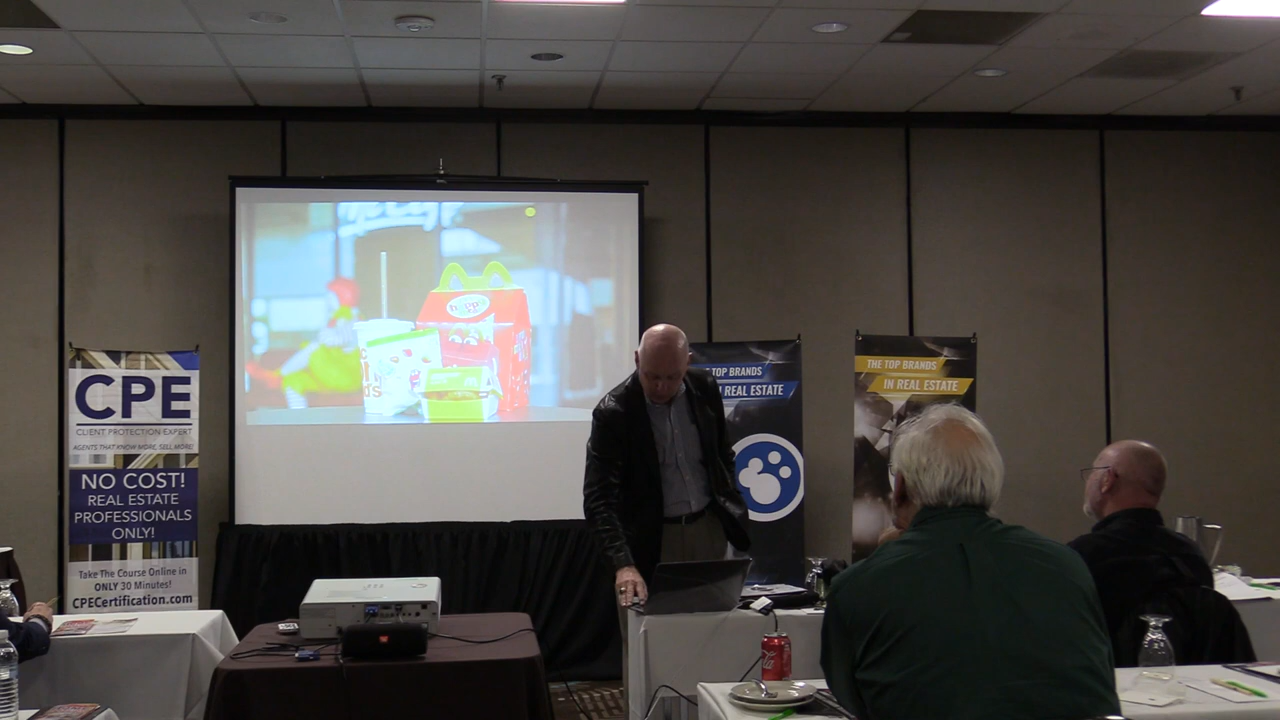 CPE
CLIENT PROTECTION EXPERT
AGENTS THAT KNOW MORE, SELL MORE!
NO COST!
REAL ESTATE
PROFESSIONALS
ONLY!
Take The Course Online in
ONLY 30 Minutes!
CPECertification.com
TOP BRANDS
REAL ESTATE
THE TOP BRANDS
IN REAL ESTATE